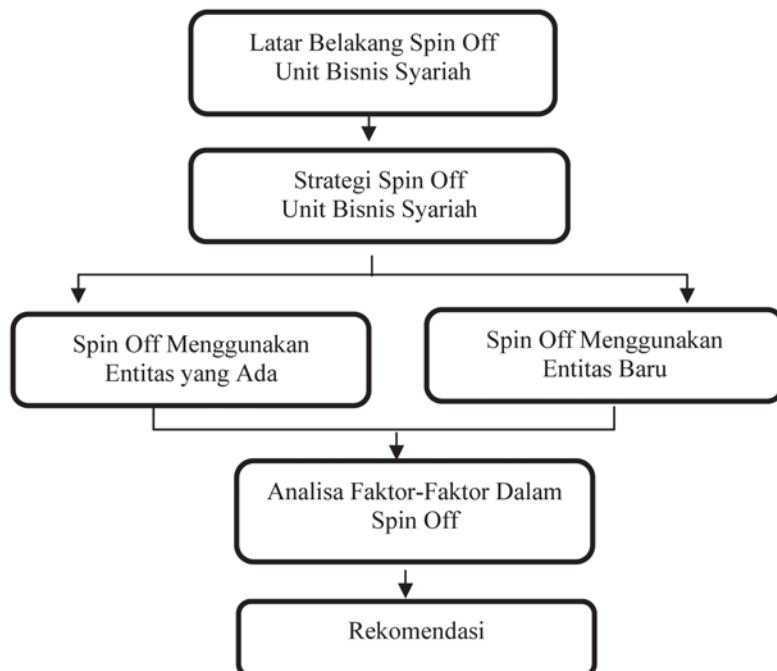 Latar Belakang Spin Off
Unit Bisnis Syariah
Strategi Spin Off
Unit Bisnis Syariah
Spin Off Menggunakan
Entitas yang Ada
Spin Off Menggunakan
Entitas Baru
Analisa Faktor-Faktor Dalam
Spin Off
Rekomendasi